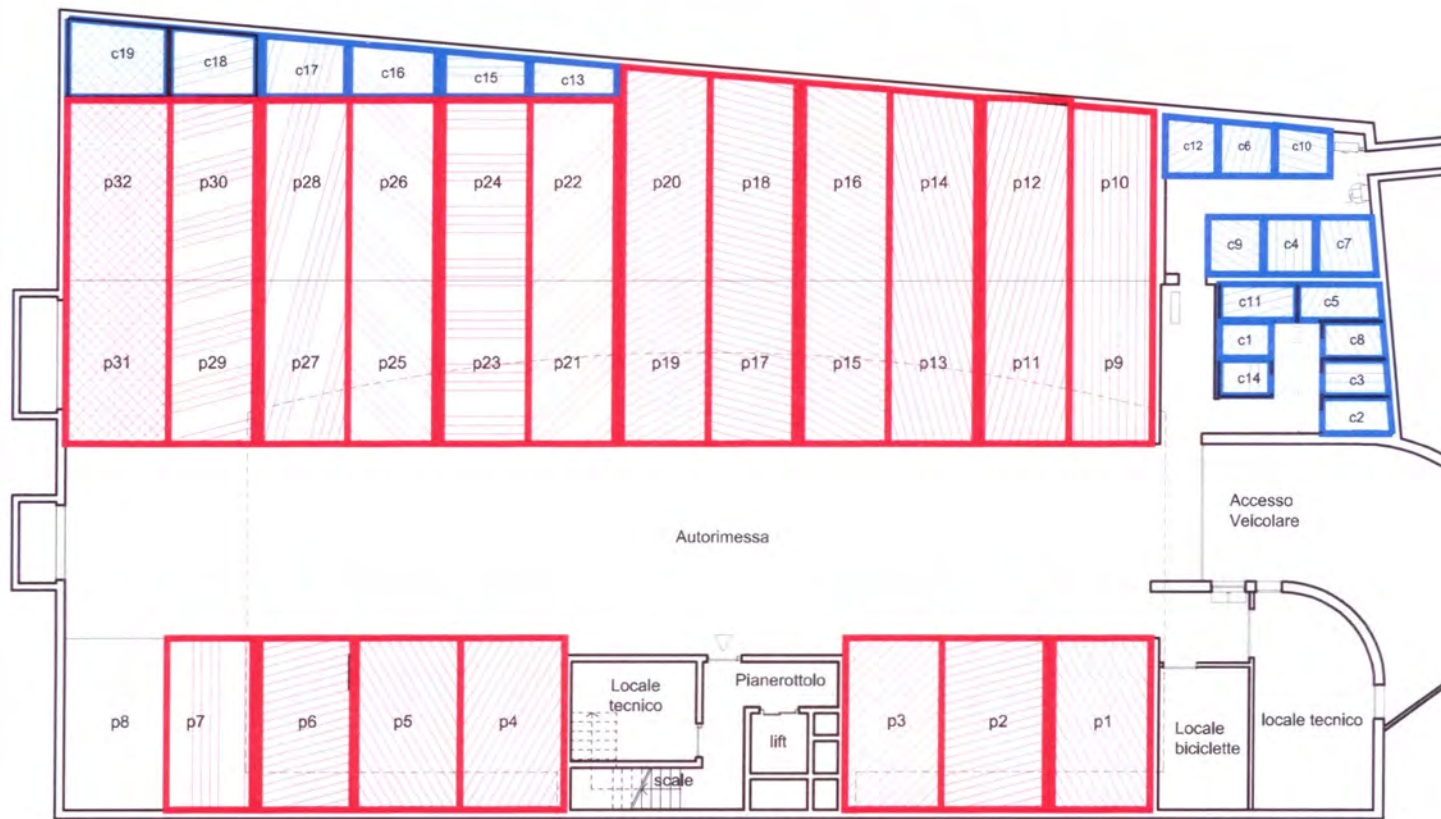 c19
c18
c17
c16
c15
c13
c12
c6
c10
p32
p30
p28
p26
p24
p22
p20
p18
p16
p14
p12
p10
c9
c4
c7
c11
c5
c1
c8
c14
c3
c2
p31
p29
p27
p25
p23
p21
p19
p17
p15
p13
p11
p9
Accesso
Veicolare
Autorimessa
p8
p7
p6
p5
p4
Locale
tecnico
scale
Pianerottolo
lift
p3
p2
p1
Locale
biciclette
locale tecnico